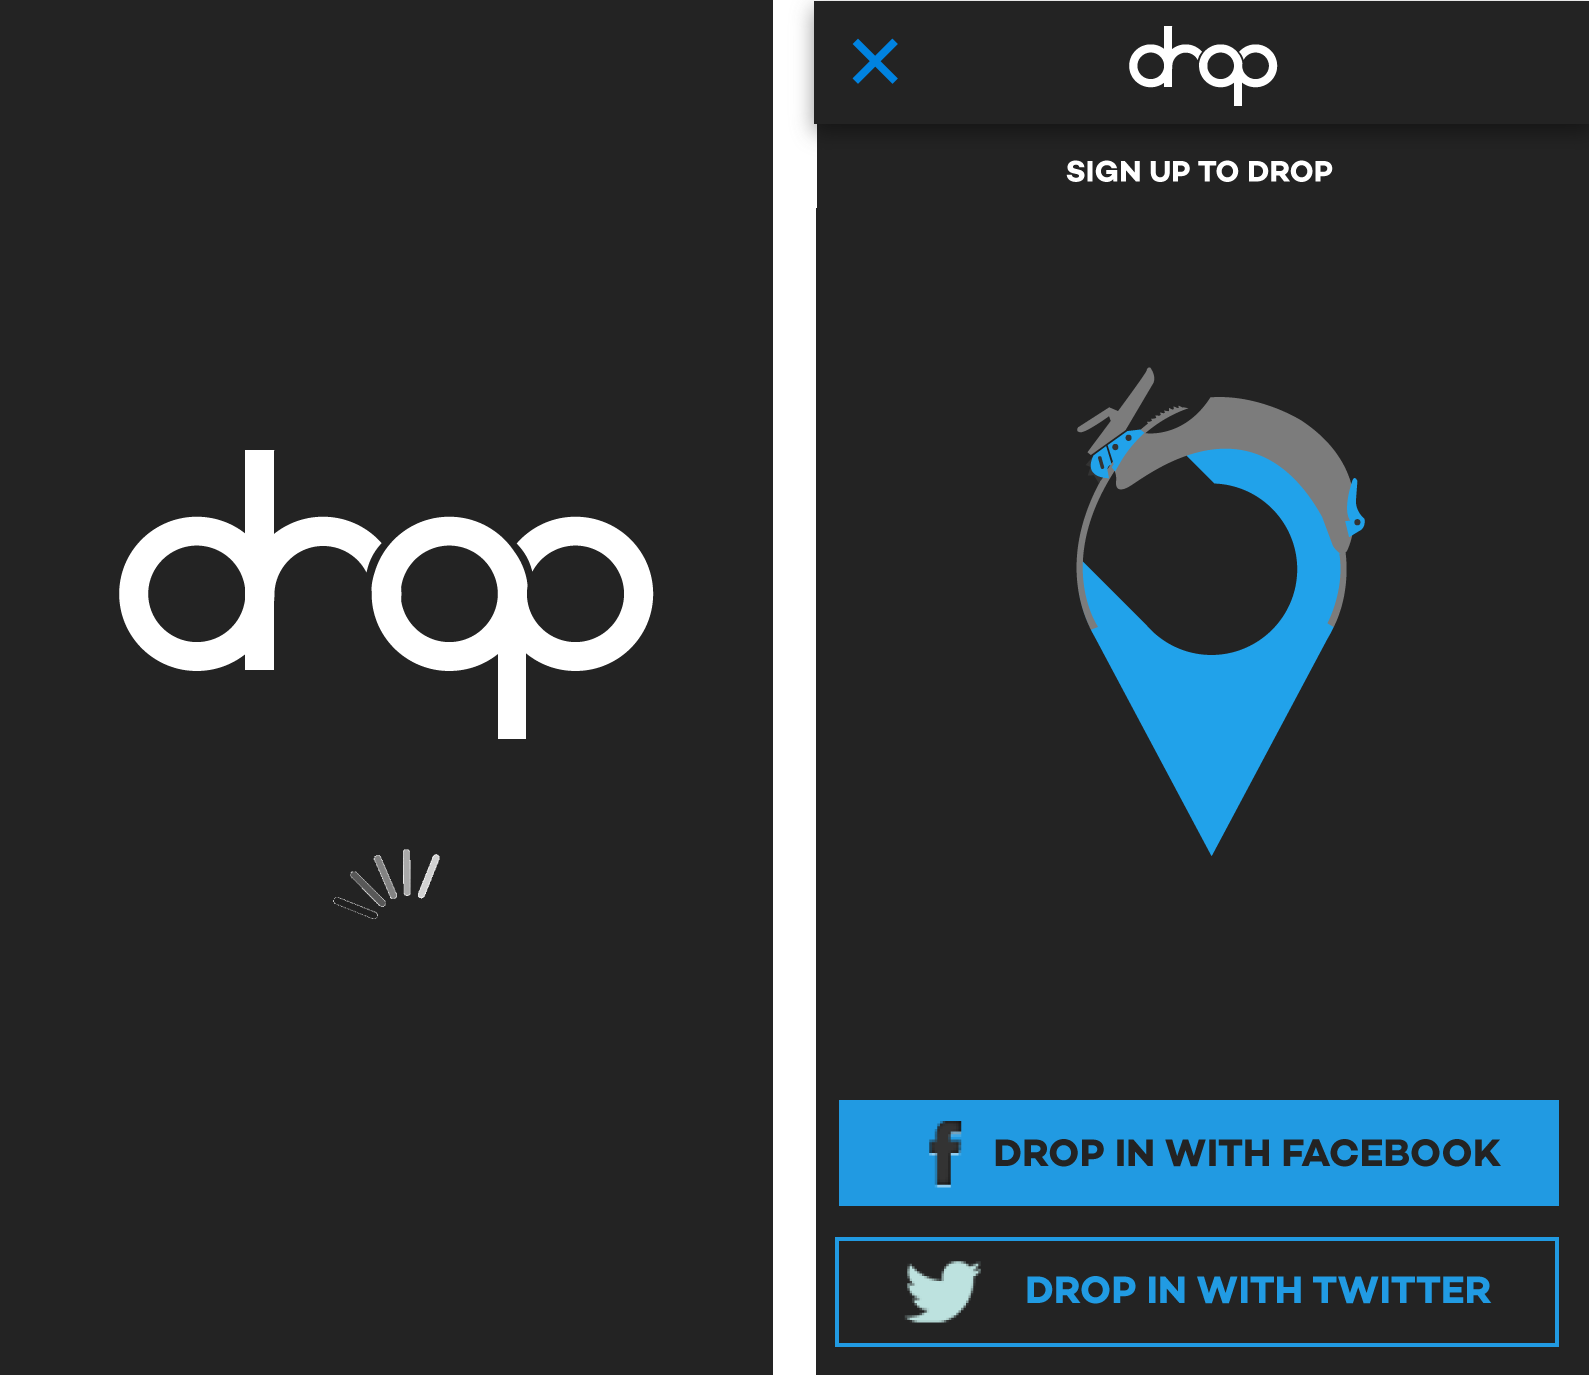 drop
drop
SIGN UP TO DROP
f DROP IN WITH FACEBOOK
DROP IN WITH TWITTER